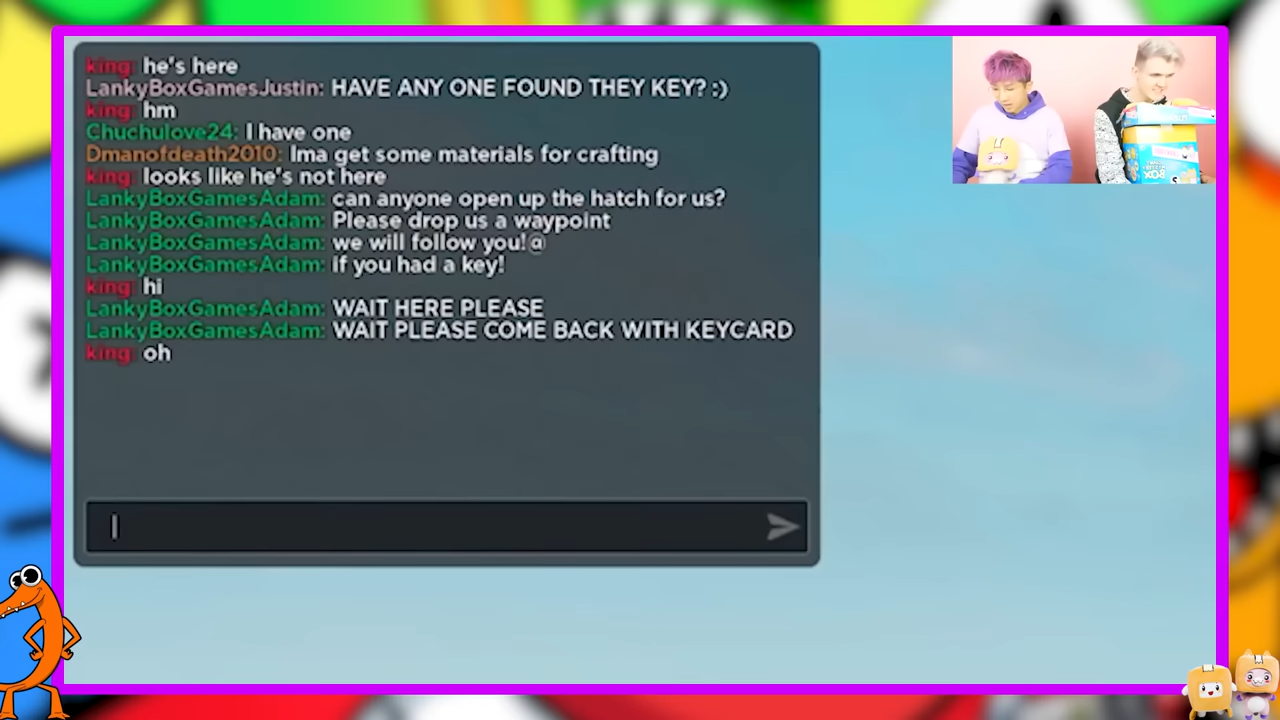 king: he's here
LankyBoxGamesJustin: HAVE ANY ONE FOUND THEY KEY? :)
king: hm
Chuchulove24: I have one
Dmanofdeath2010: Ima get some materials for crafting
king: looks like he's not here
LankyBoxGamesAdam: can anyone open up the hatch for us?
LankyBoxGamesAdam: Please drop us a waypoint
LankyBoxGamesAdam: we will follow you!@
LankyBoxGamesAdam: If you had a key!
king: hi
LankyBoxGamesAdam: WAIT HERE PLEASE
LankyBoxGamesAdam: WAIT PLEASE COME BACK WITH KEYCARD
king: oh